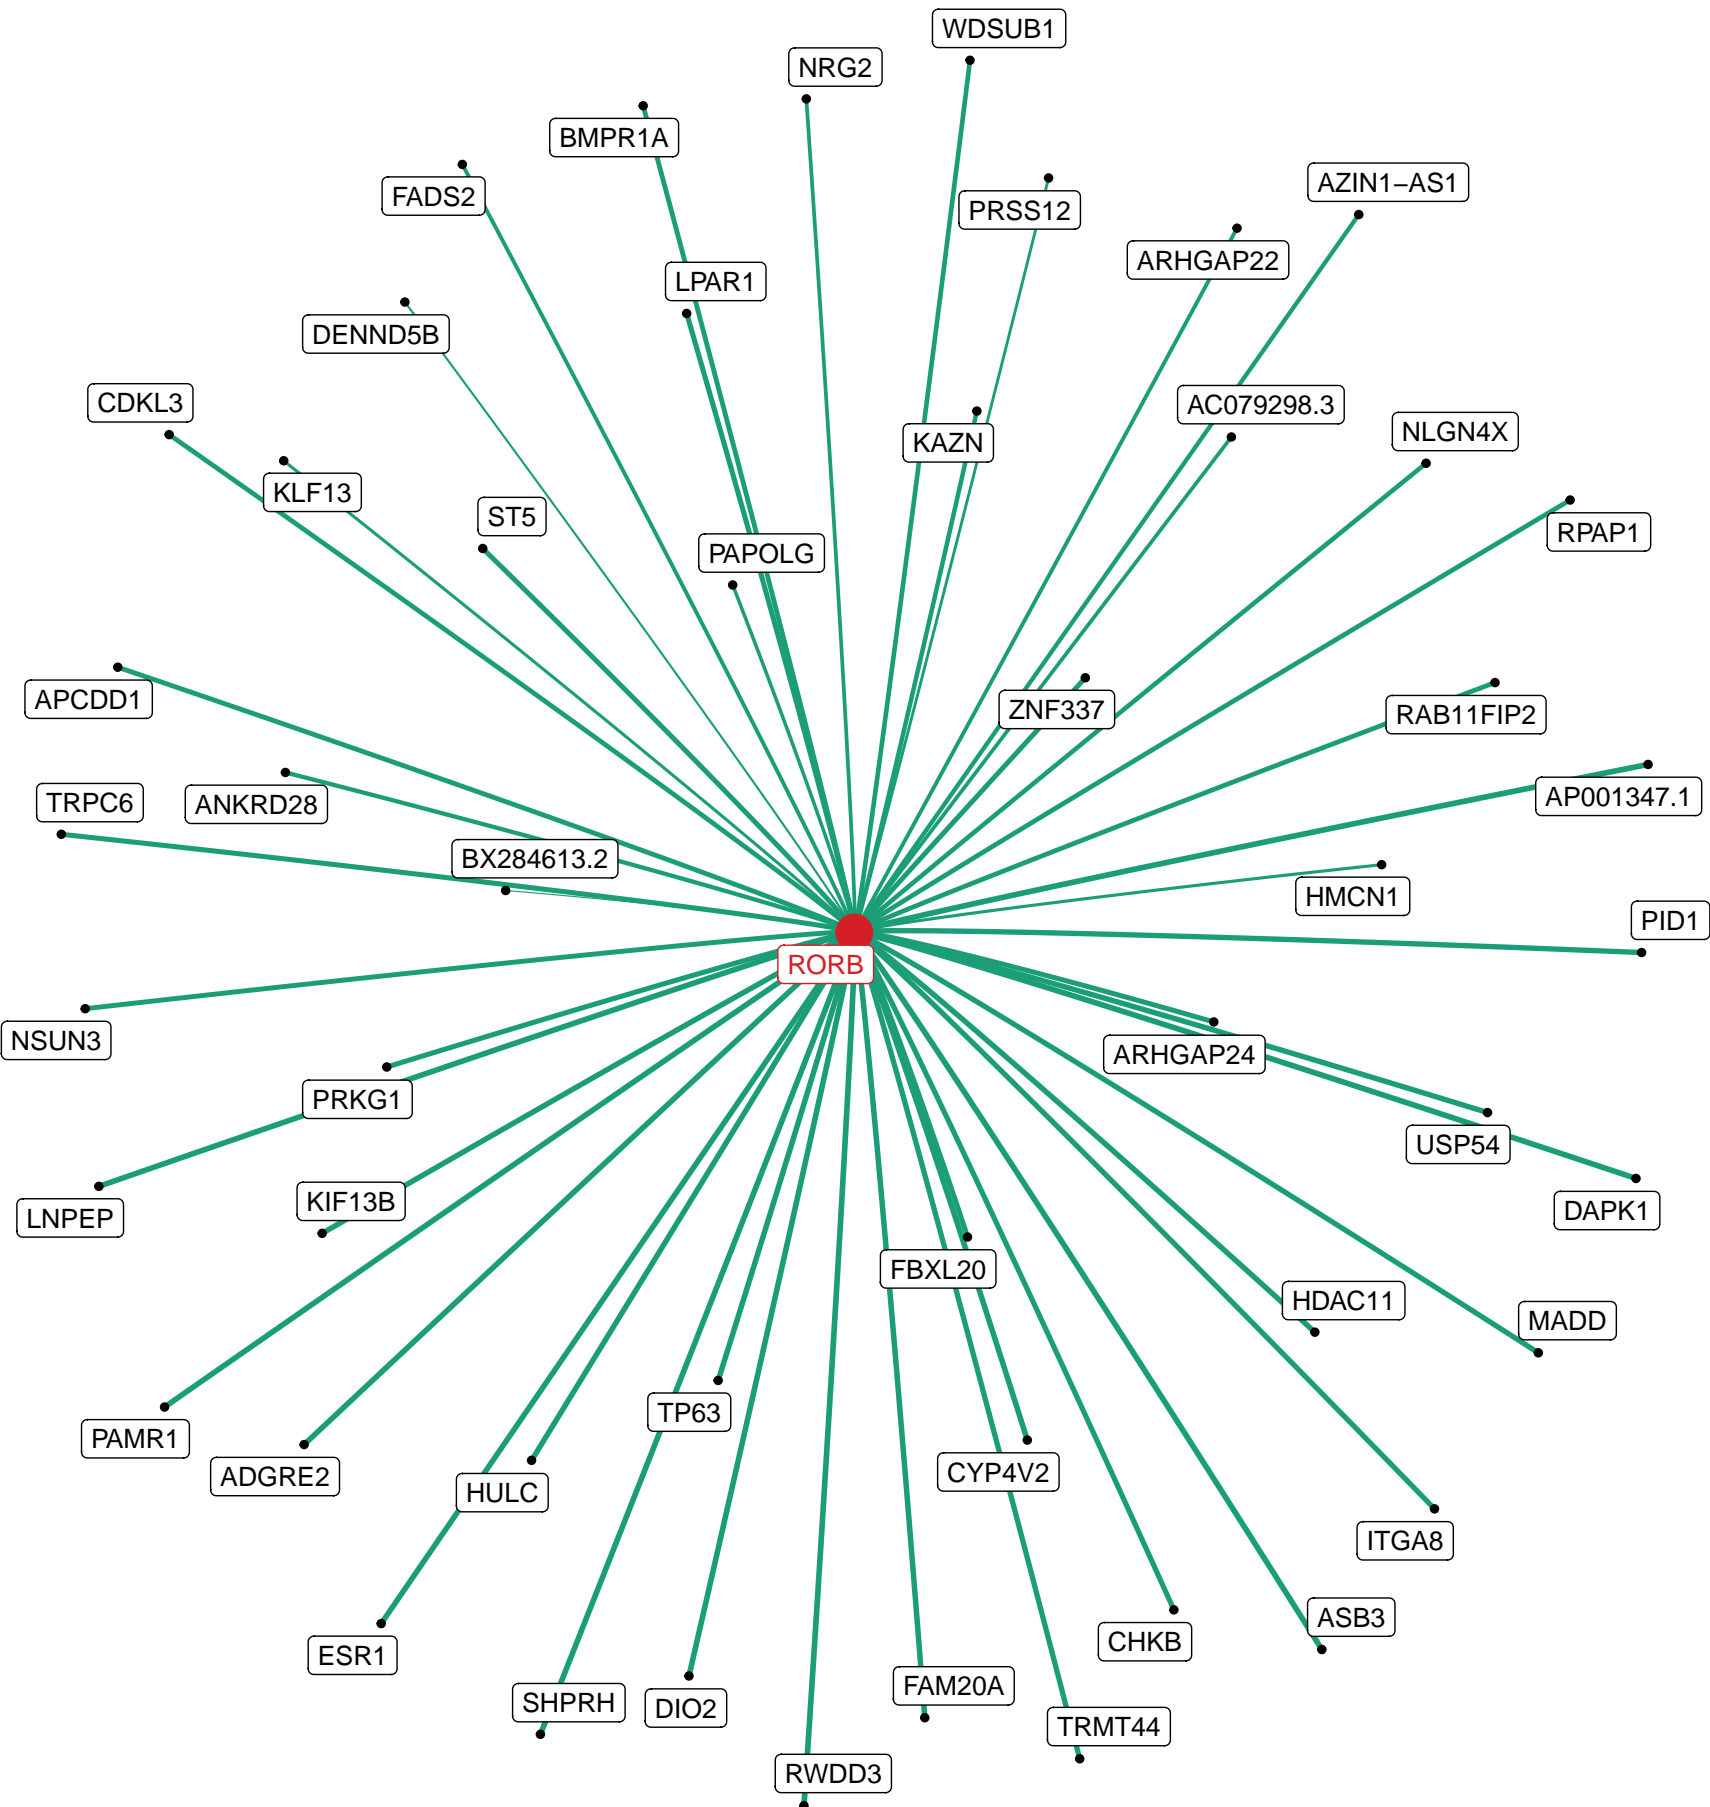 WDSUB1
NRG2
BMPR1A
FADS2
PRSS12
AZIN1−AS1
ARHGAP22
LPAR1
DENND5B
CDKL3
AC079298.3
NLGN4X
KAZN
KLF13
ST5
RPAP1
PAPOLG
APCDD1
ZNF337
RAB11FIP2
TRPC6
ANKRD28
AP001347.1
BX284613.2
HMCN1
PID1
RORB
NSUN3
ARHGAP24
PRKG1
USP54
KIF13B
LNPEP
DAPK1
FBXL20
HDAC11
MADD
TP63
PAMR1
ADGRE2
CYP4V2
HULC
ITGA8
ASB3
CHKB
ESR1
FAM20A
SHPRH
DIO2
TRMT44
RWDD3